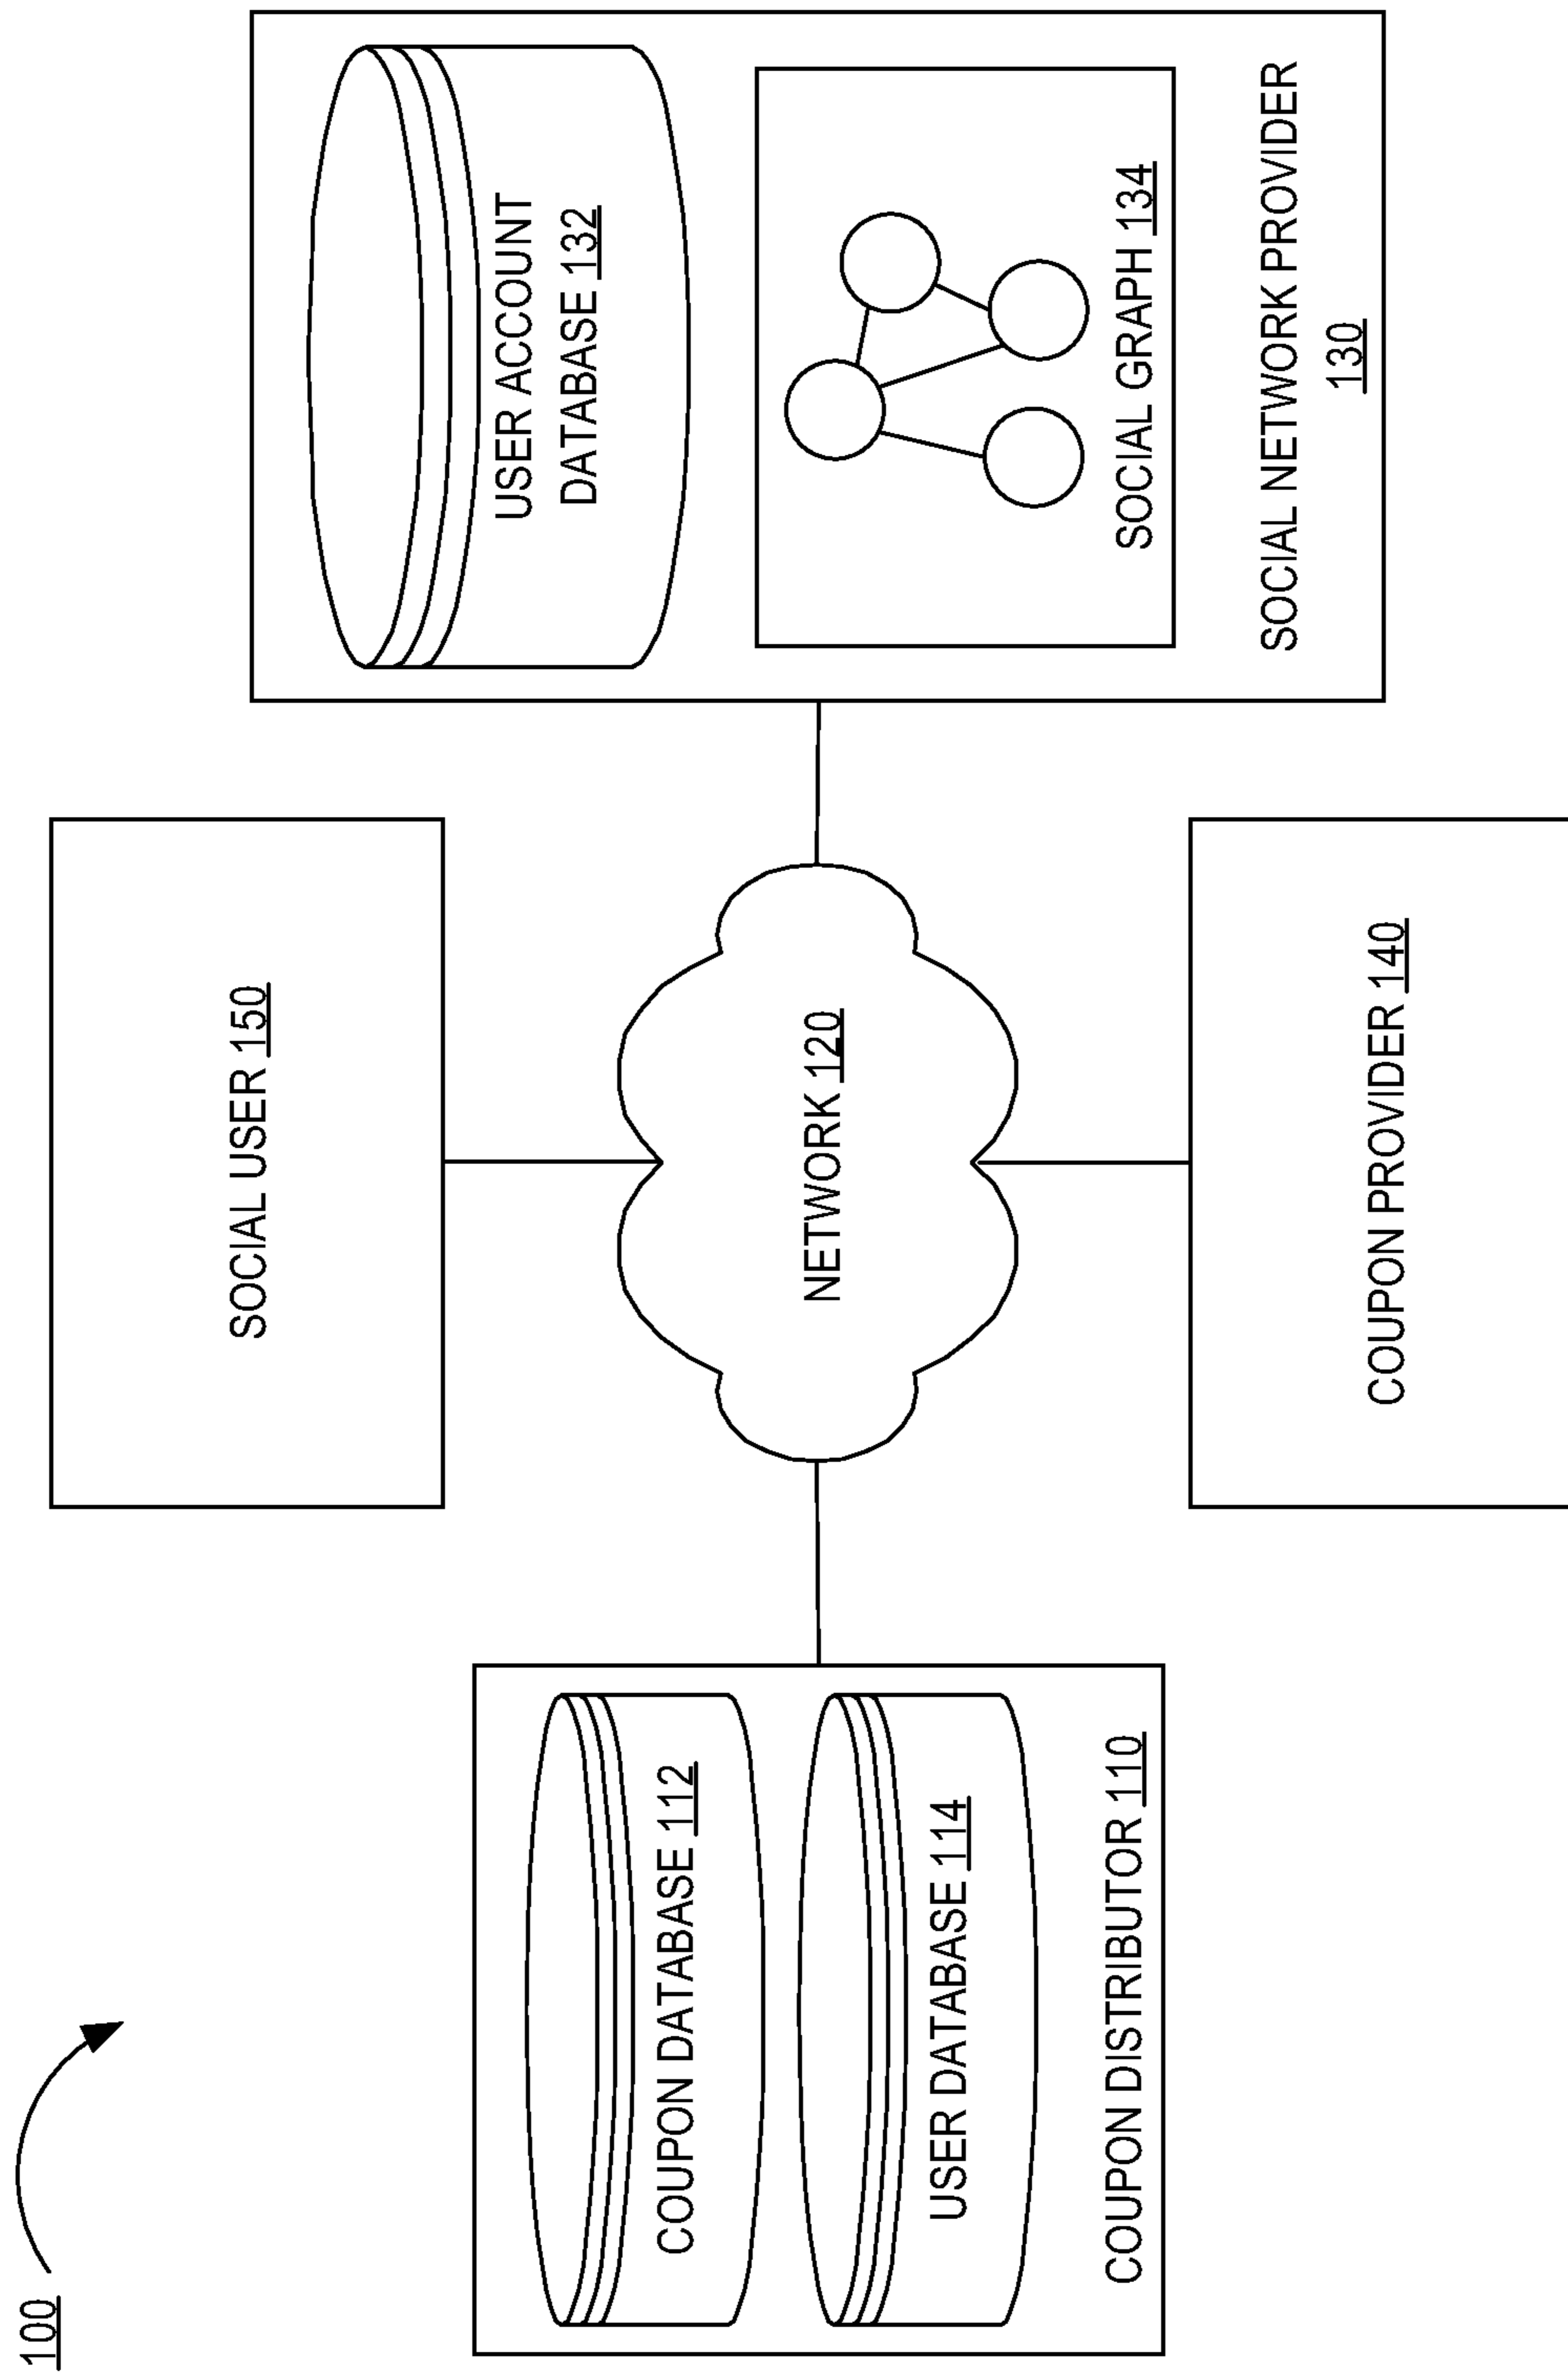 100
SOCIAL USER 150
COUPON DATABASE 112
USER DATABASE 114
COUPON DISTRIBUTOR 110
NETWORK 120
USER ACCOUNT
DATABASE 132
SOCIAL GRAPH 134
SOCIAL NETWORK PROVIDER
130
COUPON PROVIDER 140